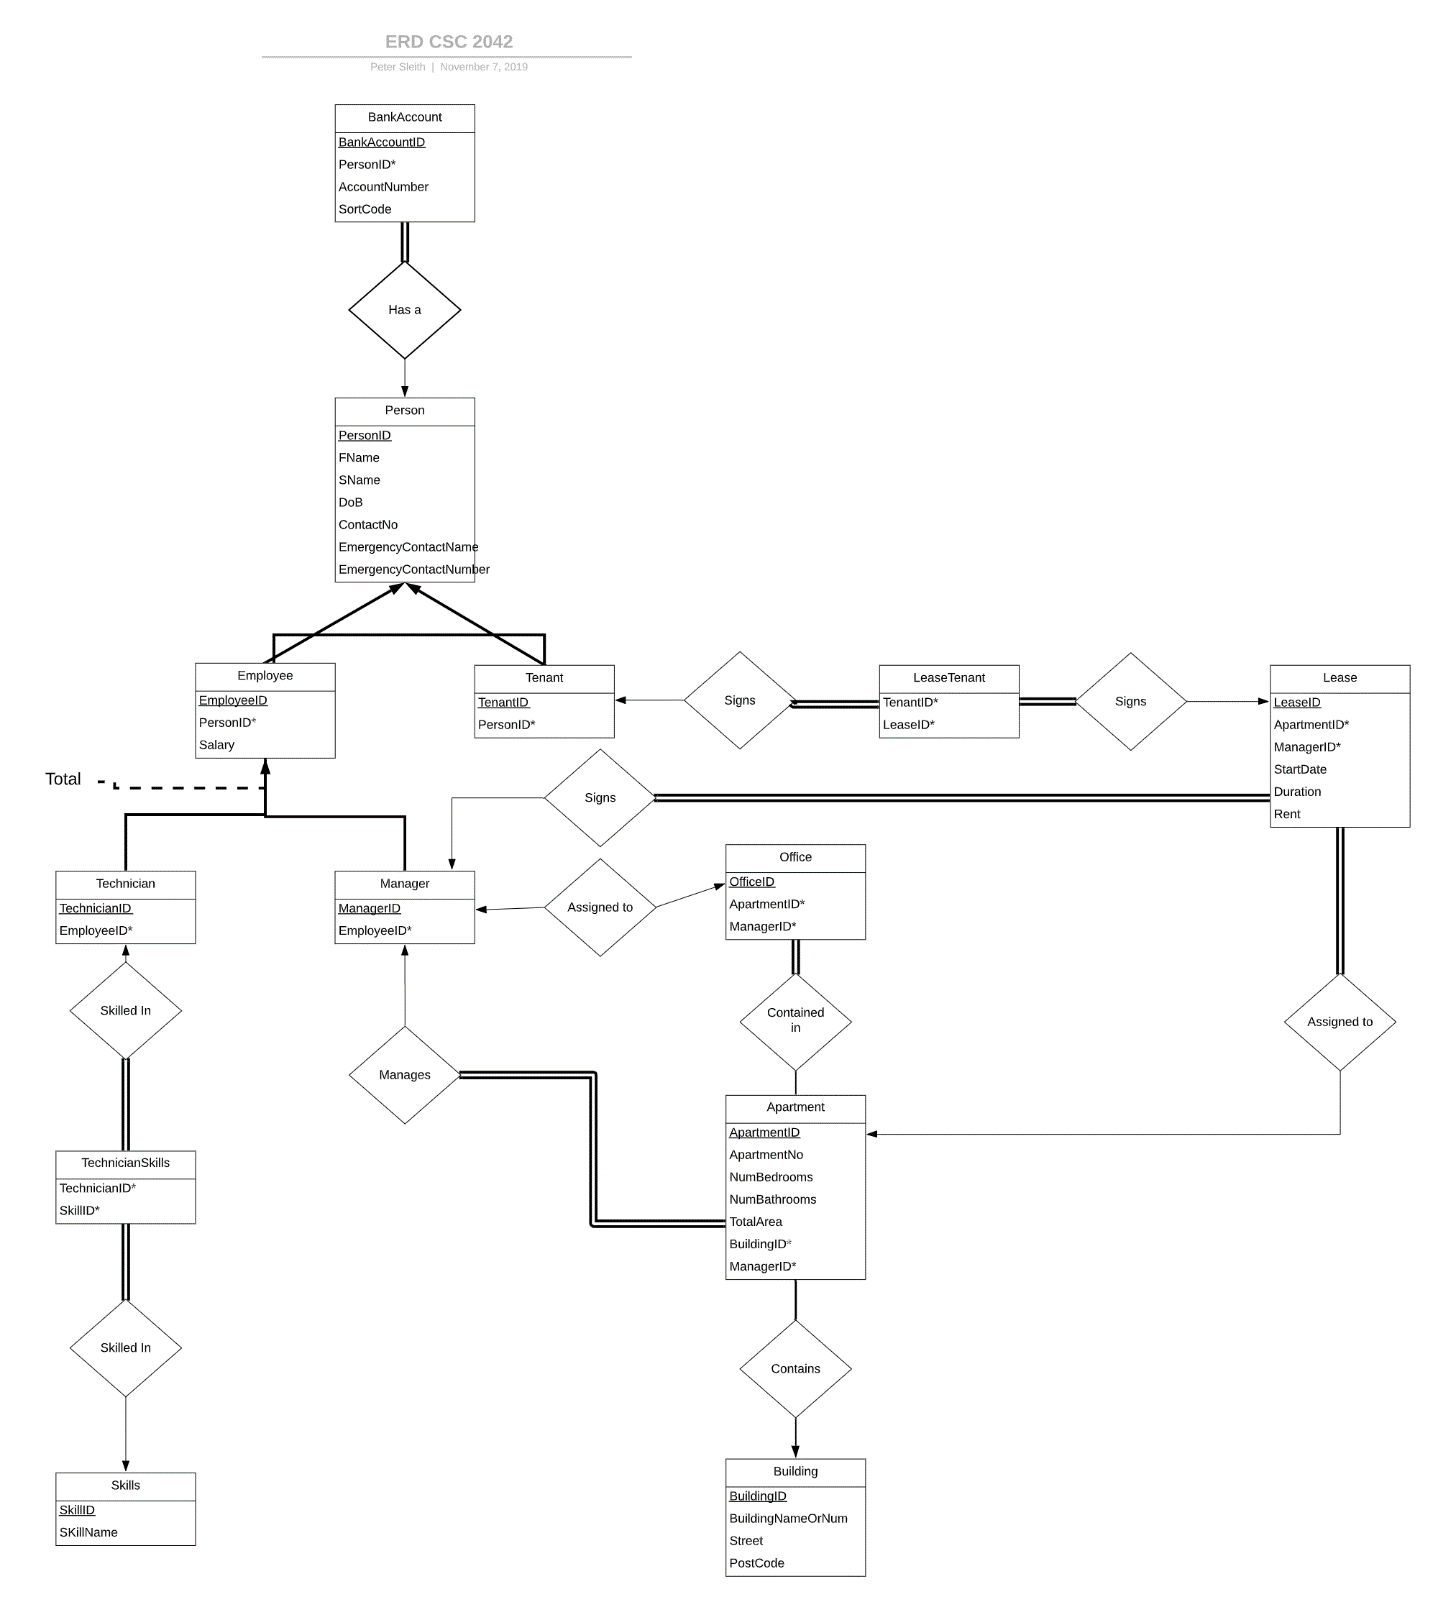 ERD CSC 2042
Peter Sleith | November 7, 2019
BankAccount
BankAccountID
PersonID*
AccountNumber
SortCode
Has a
Person
PersonID
FName
SName
DoB
ContactNo
EmergencyContactName
EmergencyContactNumber
Employee
EmployeeID
PersonID*
Salary
Tenant
TenantID
PersonID*
Signs
LeaseTenant
TenantID*
LeaseID*
Signs
Lease
LeaseID
ApartmentID*
ManagerID*
StartDate
Duration
Rent
Total
Signs
Technician
TechnicianID
EmployeeID*
Manager
ManagerID
EmployeeID*
Assigned to
Office
OfficeID
ApartmentID*
ManagerID*
Skilled In
Manages
Contained
in
Assigned to
TechnicianSkills
TechnicianID*
SkillID*
Apartment
ApartmentID
ApartmentNo
NumBedrooms
NumBathrooms
TotalArea
BuildingID*
ManagerID*
Skilled In
Contains
Skills
SkillID
SKillName
Building
BuildingID
BuildingNameOrNum
Street
PostCode